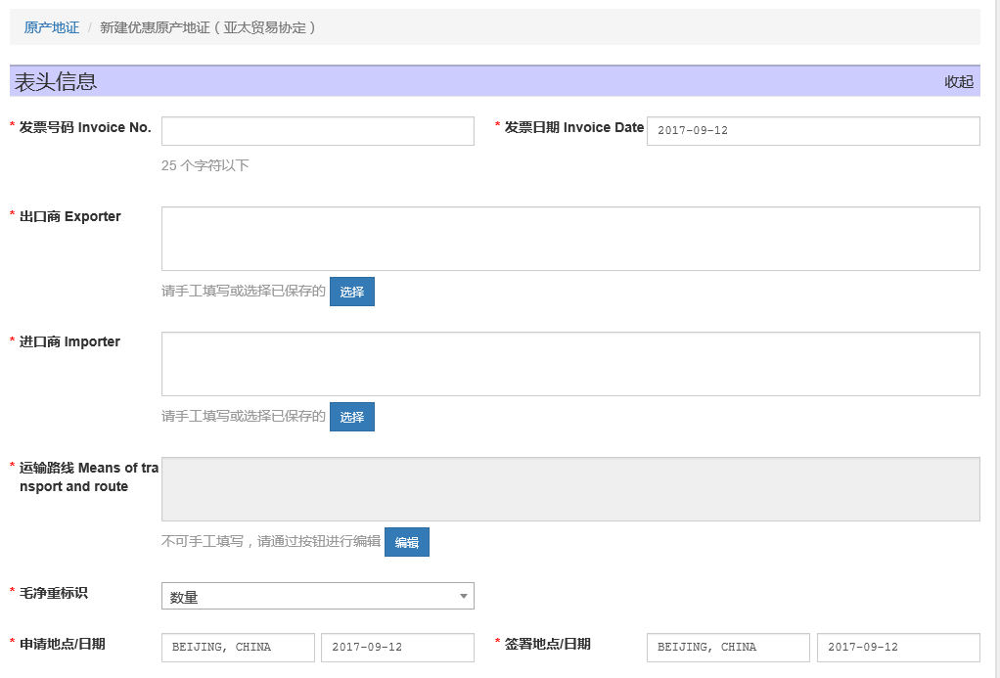 原产地证 / 新建优惠原产地证（亚太贸易协定）
表头信息 收起
* 发票号码 Invoice No. * 发票日期 Invoice Date 2017-09-12
25 个字符以下
* 出口商 Exporter
请手工填写或选择已保存的 选择
* 进口商 Importer
请手工填写或选择已保存的 选择
* 运输路线 Means of tra
nsport and route
不可手工填写，请通过按钮进行编辑 编辑
* 毛净重标识 数量
* 申请地点/日期 BEIJING, CHINA 2017-09-12 * 签署地点/日期 BEIJING, CHINA 2017-09-12